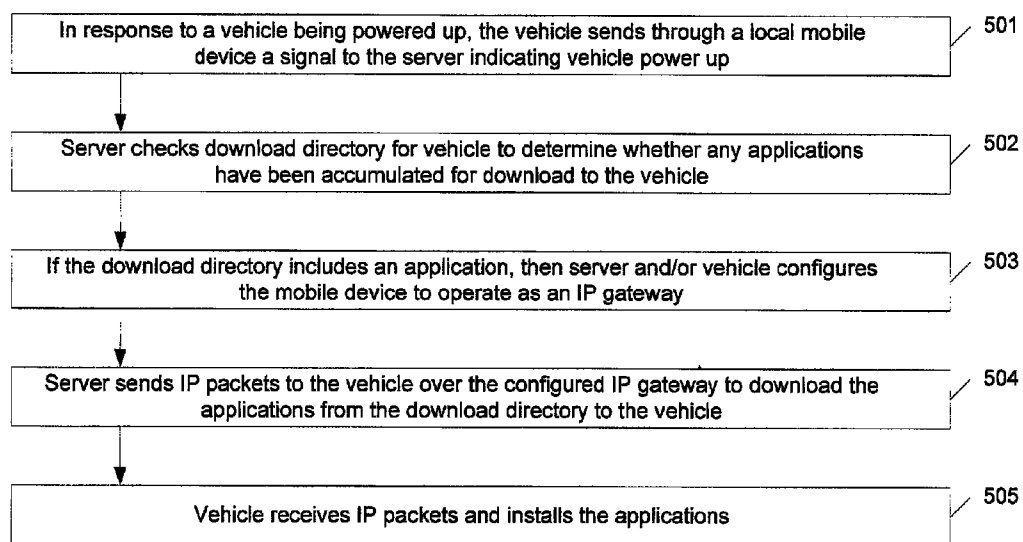 In response to a vehicle being powered up, the vehicle sends through a local mobile
device a signal to the server indicating vehicle power up
501
Server checks download directory for vehicle to determine whether any applications
have been accumulated for download to the vehicle
502
If the download directory includes an application, then server and/or vehicle configures
the mobile device to operate as an IP gateway
503
Server sends IP packets to the vehicle over the configured IP gateway to download the
applications from the download directory to the vehicle
504
Vehicle receives IP packets and installs the applications
505